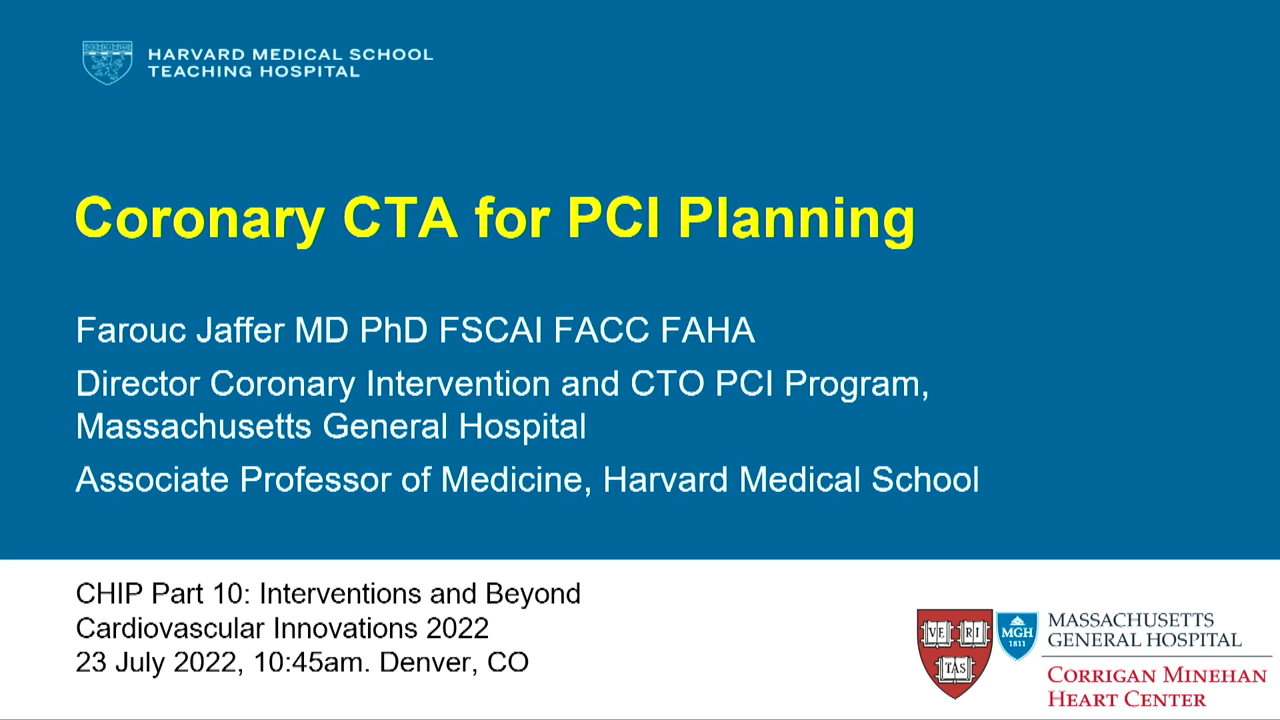 HARVARD MEDICAL SCHOOL
TEACHING HOSPITAL
Coronary CTA for PCI Planning
Farouc Jaffer MD PhD FSCAI FACC FAHA
Director Coronary Intervention and CTO PCI Program,
Massachusetts General Hospital
Associate Professor of Medicine, Harvard Medical School
CHIP Part 10: Interventions and Beyond
Cardiovascular Innovations 2022
23 July 2022, 10:45am. Denver, CO
VE RI
TAS
MGH
1811
MASSACHUSETTS
GENERAL HOSPITAL
CORRIGAN MINEHAN
HEART CENTER